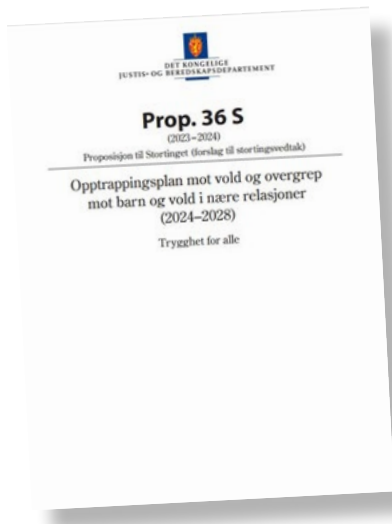 DET KONGELIGE
JUSTIS- OG BEREDSKAPSDEPARTEMENT
Prop. 36 S
(2023–2024)
Proposisjon til Stortinget (forslag til stortingsvedtak)
Opptrappingsplan mot vold og overgrep
mot barn og vold i nære relasjoner
(2024–2028)
Trygghet for alle